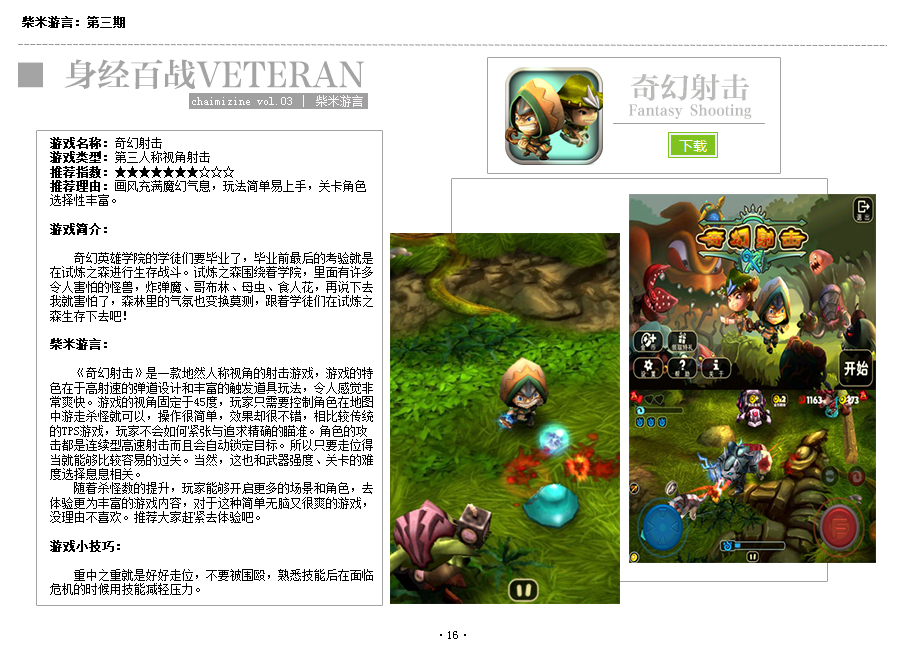 柴米游言：第三期
身经百战VETERAN
chaimizine vol.03 | 柴米游言
奇幻射击
Fantasy Shooting
下载
游戏名称：奇幻射击
游戏类型：第三人称视角射击
推荐指数：★★★★★★★☆☆☆
推荐理由：画风充满魔幻气息，玩法简单易上手，关卡角色
选择性丰富。
游戏简介：
奇幻英雄学院的学徒们要毕业了，毕业前最后的考验就是
在试炼之森进行生存战斗。试炼之森围绕着学院，里面有许多
令人害怕的怪兽，炸弹魔、哥布林、母虫、食人花，再说下去
我就害怕了，森林里的气氛也变换莫测，跟着学徒们在试炼之
森生存下去吧！
柴米游言：
《奇幻射击》是一款地然人称视角的射击游戏，游戏的特
色在于高射速的弹道设计和丰富的触发道具玩法，令人感觉非
常爽快。游戏的视角固定于45度，玩家只需要控制角色在地图
中游走杀怪就可以，操作很简单，效果却很不错，相比较传统
的TPS游戏，玩家不会如何紧张与追求精确的瞄准。角色的攻
击都是连续型高速射击而且会自动锁定目标。所以只要走位得
当就能够比较容易的过关。当然，这也和武器强度、关卡的难
度选择息息相关。
随着杀怪数的提升，玩家能够开启更多的场景和角色，去
体验更为丰富的游戏内容，对于这种简单无脑又很爽的游戏，
没理由不喜欢。推荐大家赶紧去体验吧。
游戏小技巧：
重中之重就是好好走位，不要被围殴，熟悉技能后在面临
危机的时候用技能减轻压力。
奇幻射击
开始
1163
273
·16·